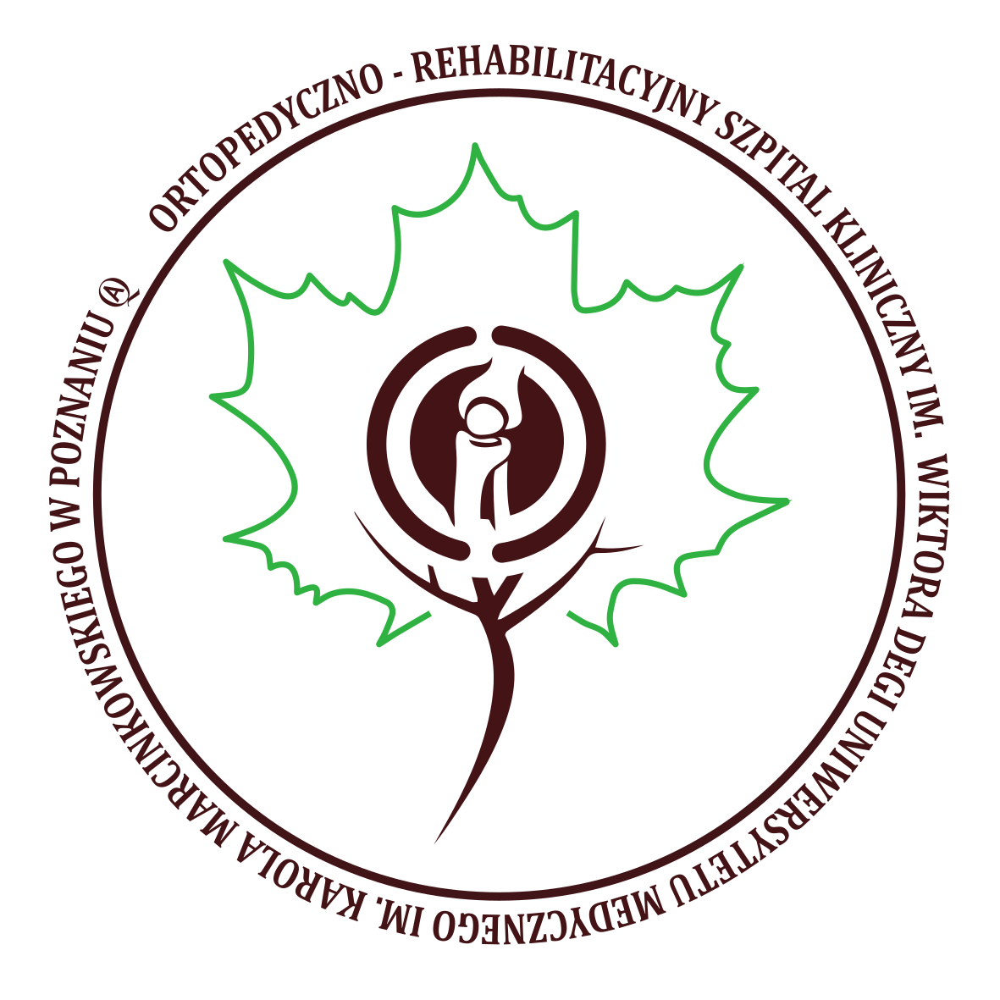 ORTOPEDYCZNO - REHABILITACYJNY SZPITAL KLINICZNY IM. WIKTORA DEGI UNIWERSYTETU MEDYCZNEGO IM. KAROLA MARCINKOWSKIEGO W POZNANIU